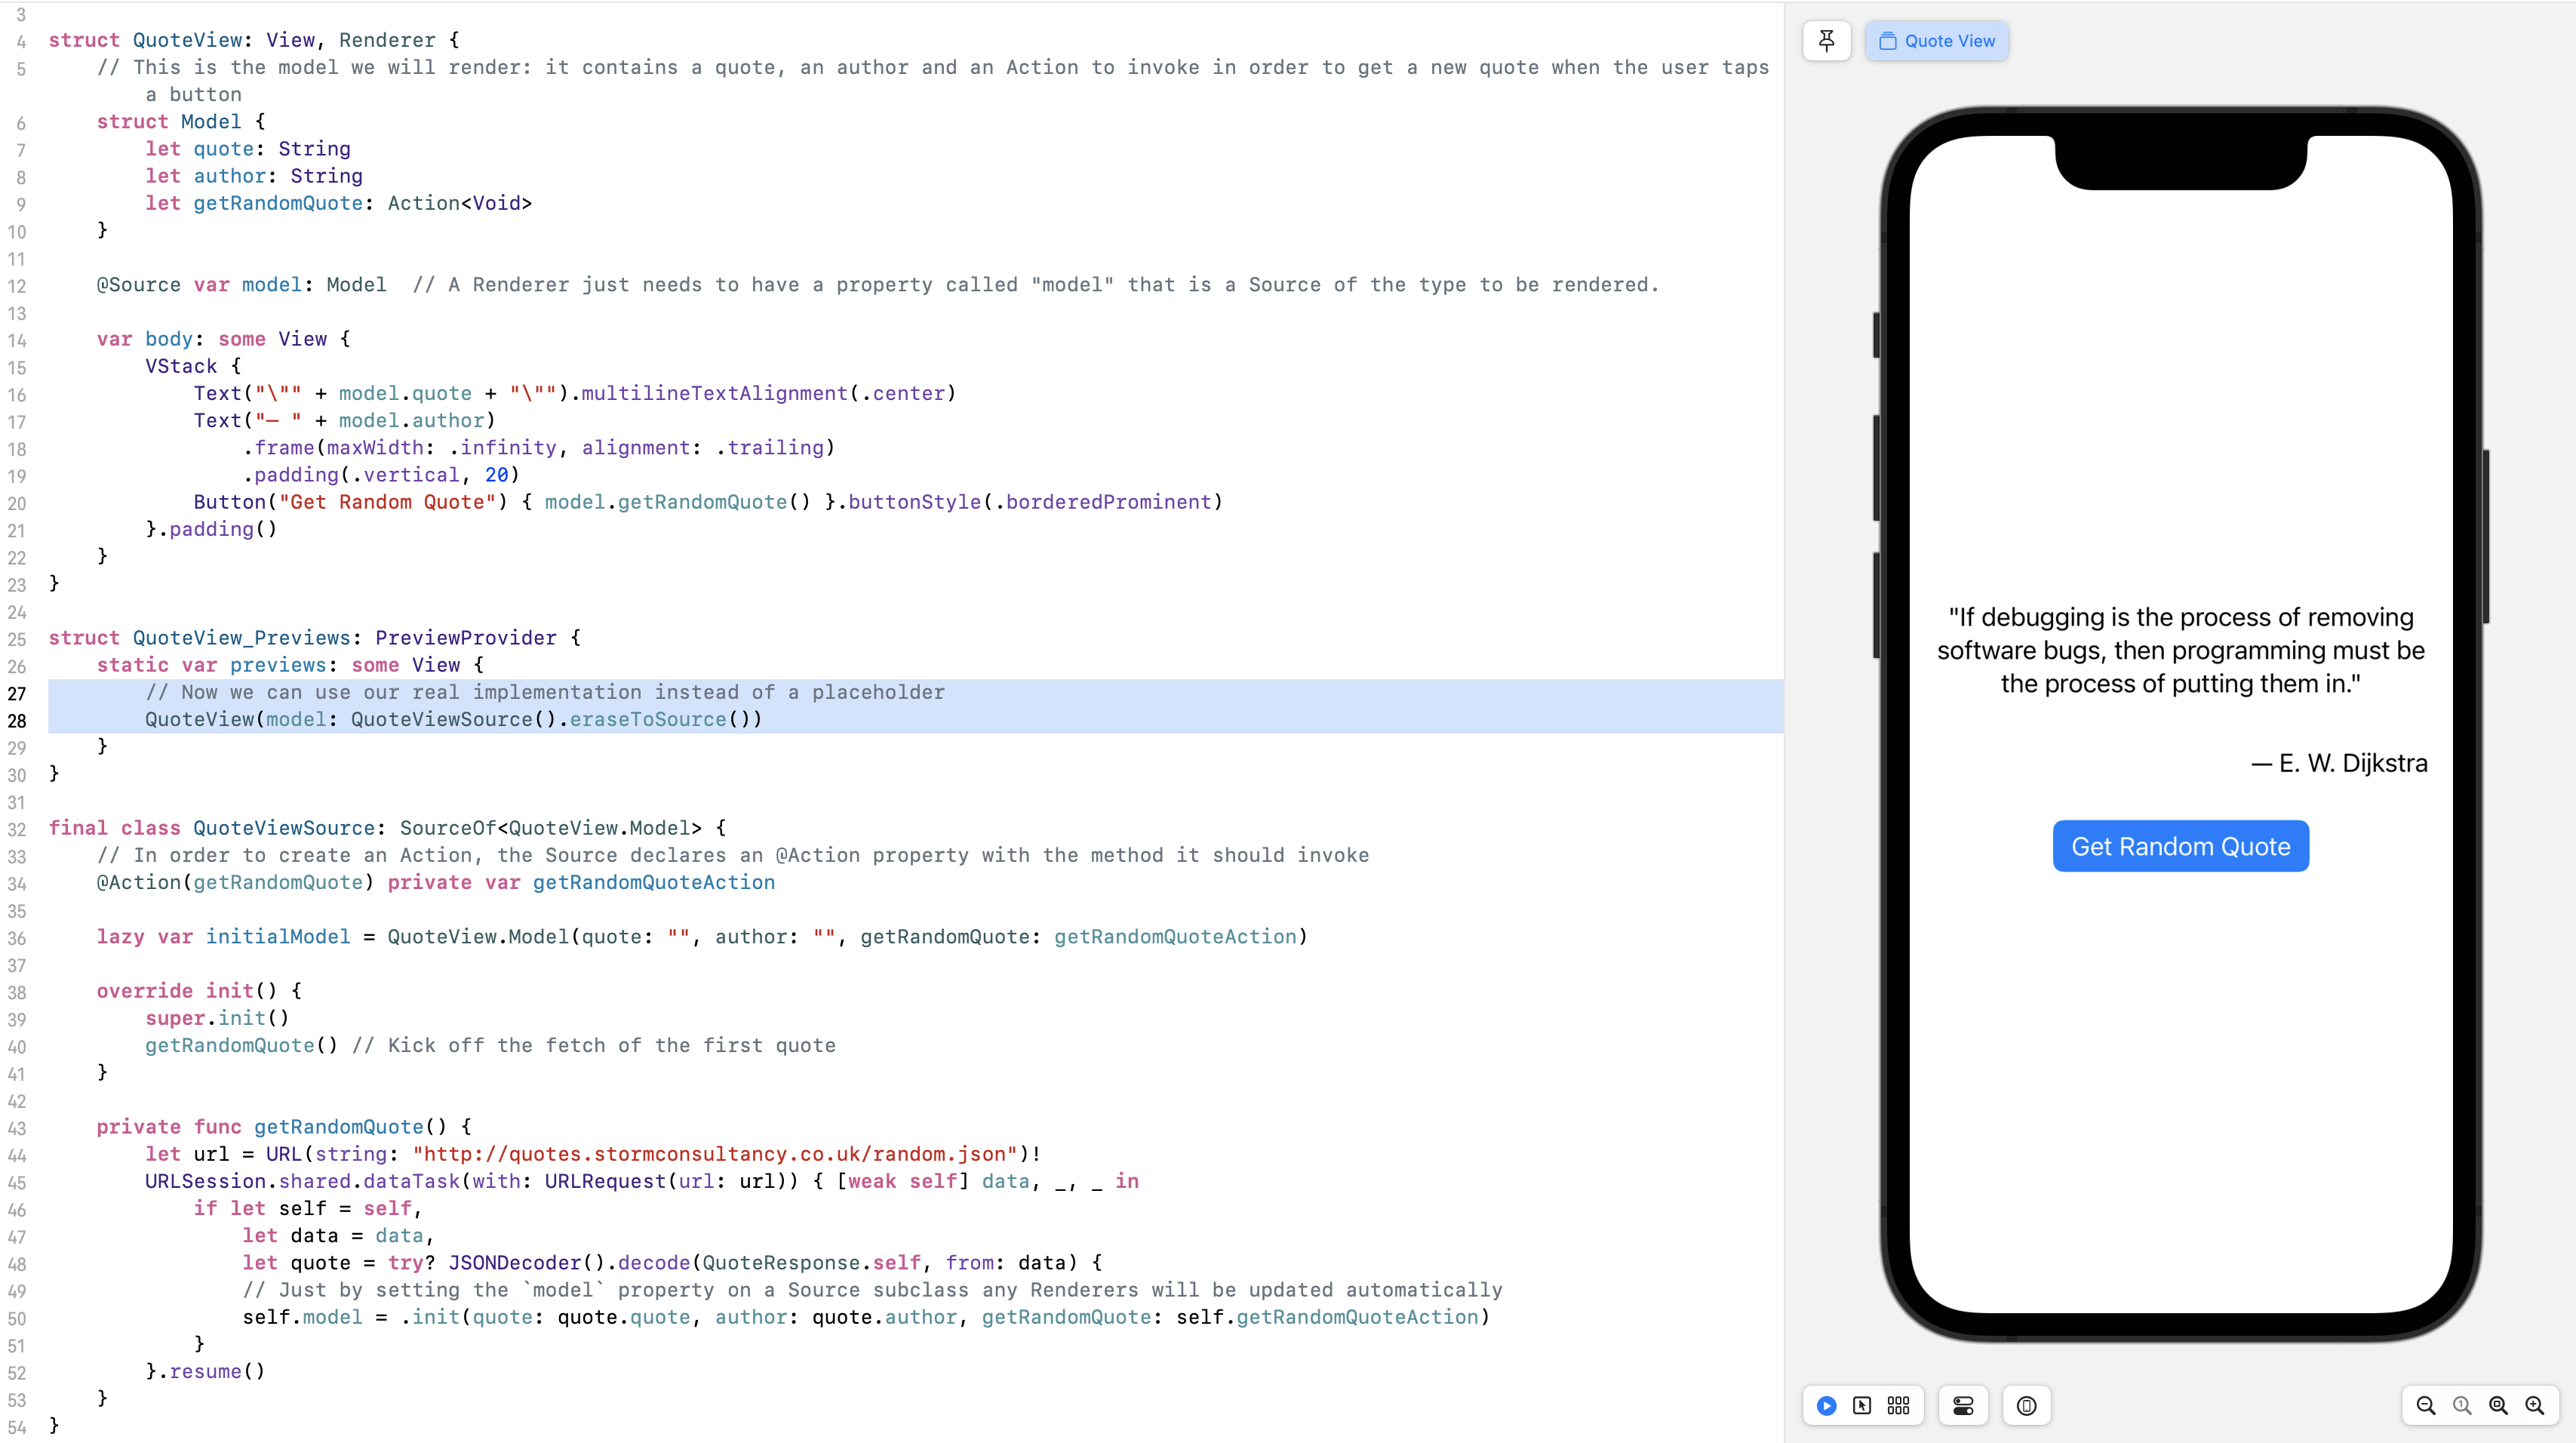 3
4 struct QuoteView: View, Renderer {
5 // This is the model we will render: it contains a quote, an author and an Action to invoke in order to get a new quote when the user taps
a button
6 struct Model {
7 let quote: String
8 let author: String
9 let getRandomQuote: Action<Void>
10 }
11
12 @Source var model: Model // A Renderer just needs to have a property called "model" that is a Source of the type to be rendered.
13
14 var body: some View {
15 VStack {
16 Text("\"" + model.quote + "\"").multilineTextAlignment(.center)
17 Text("— " + model.author)
18 .frame(maxWidth: .infinity, alignment: .trailing)
19 .padding(.vertical, 20)
20 Button("Get Random Quote") { model.getRandomQuote() }.buttonStyle(.borderedProminent)
21 }.padding()
22 }
23 }
24
25 struct QuoteView_Previews: PreviewProvider {
26 static var previews: some View {
27 // Now we can use our real implementation instead of a placeholder
28 QuoteView(model: QuoteViewSource().eraseToSource())
29 }
30 }
31
32 final class QuoteViewSource: SourceOf<QuoteView.Model> {
33 // In order to create an Action, the Source declares an @Action property with the method it should invoke
34 @Action(getRandomQuote) private var getRandomQuoteAction
35
36 lazy var initialModel = QuoteView.Model(quote: "", author: "", getRandomQuote: getRandomQuoteAction)
37
38 override init() {
39 super.init()
40 getRandomQuote() // Kick off the fetch of the first quote
41 }
42
43 private func getRandomQuote() {
44 let url = URL(string: "http://quotes.stormconsultancy.co.uk/random.json")!
45 URLSession.shared.dataTask(with: URLRequest(url: url)) { [weak self] data, _, _ in
46 if let self = self,
47 let data = data,
48 let quote = try? JSONDecoder().decode(QuoteResponse.self, from: data) {
49 // Just by setting the `model` property on a Source subclass any Renderers will be updated automatically
50 self.model = .init(quote: quote.quote, author: quote.author, getRandomQuote: self.getRandomQuoteAction)
51 }
52 }.resume()
53 }
54 }
Quote View
"If debugging is the process of removing
software bugs, then programming must be
the process of putting them in."
— E. W. Dijkstra
Get Random Quote
1